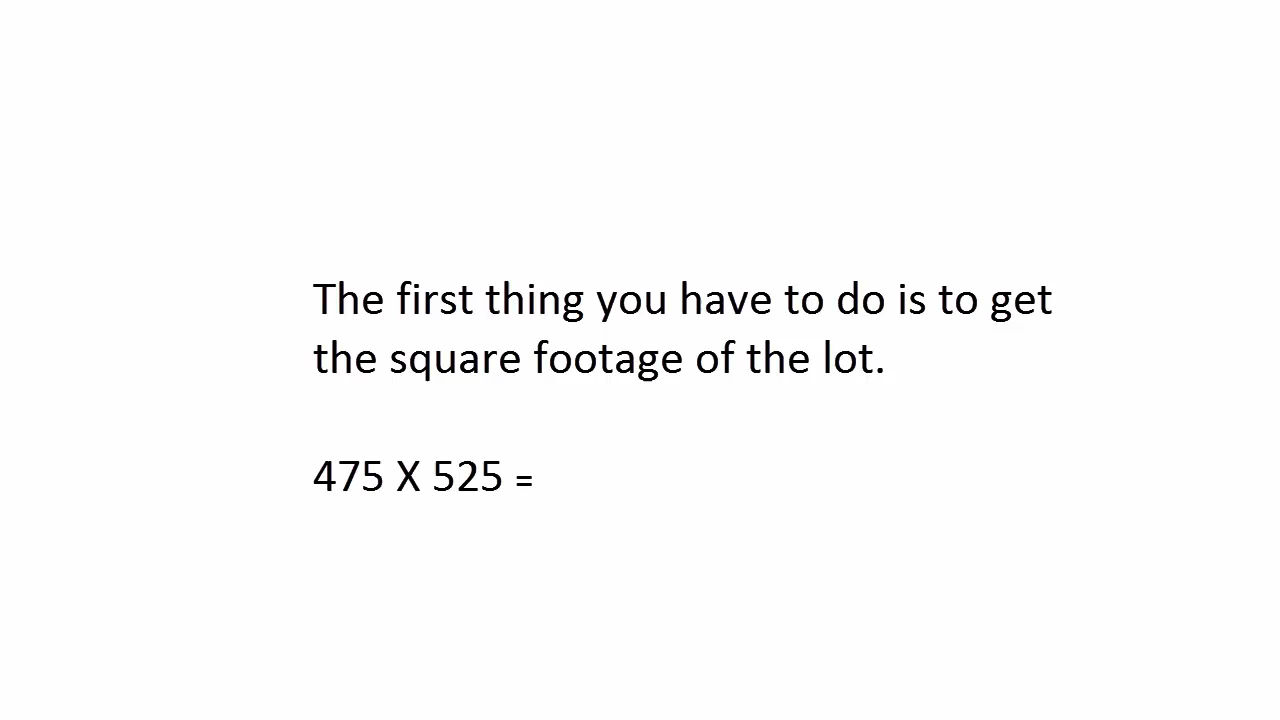 The first thing you have to do is to get
the square footage of the lot.
475 X 525 =